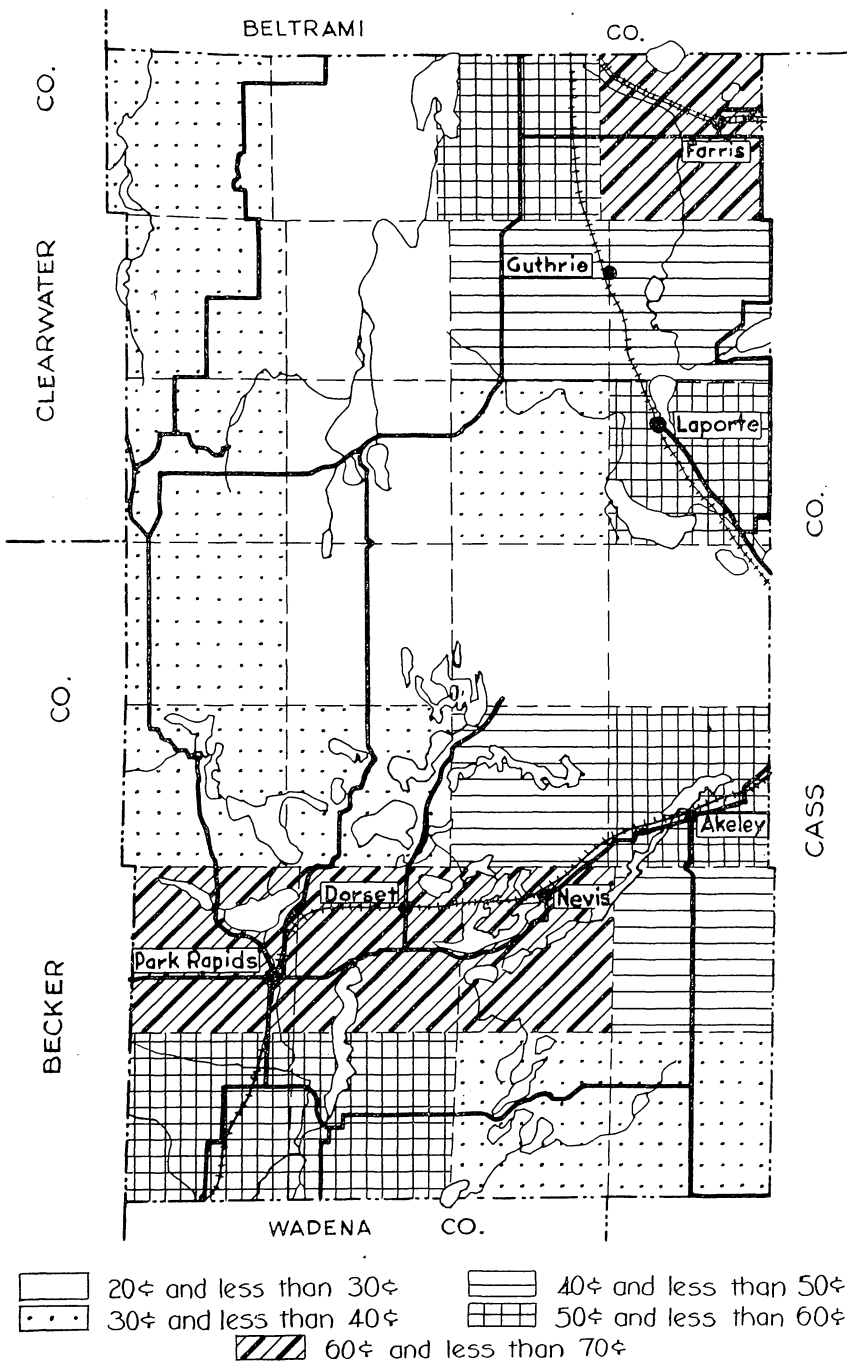 BELTRAMI CO.
CO.
Farris
CLEARWATER
Guthrie
Laporte
CO.
CO.
Akeley
CASS
Dorset
Nevis
Park Rapids
BECKER
WADENA CO.
20¢ and less than 30¢
40¢ and less than 50¢
30¢ and less than 40¢
50¢ and less than 60¢
60¢ and less than 70¢